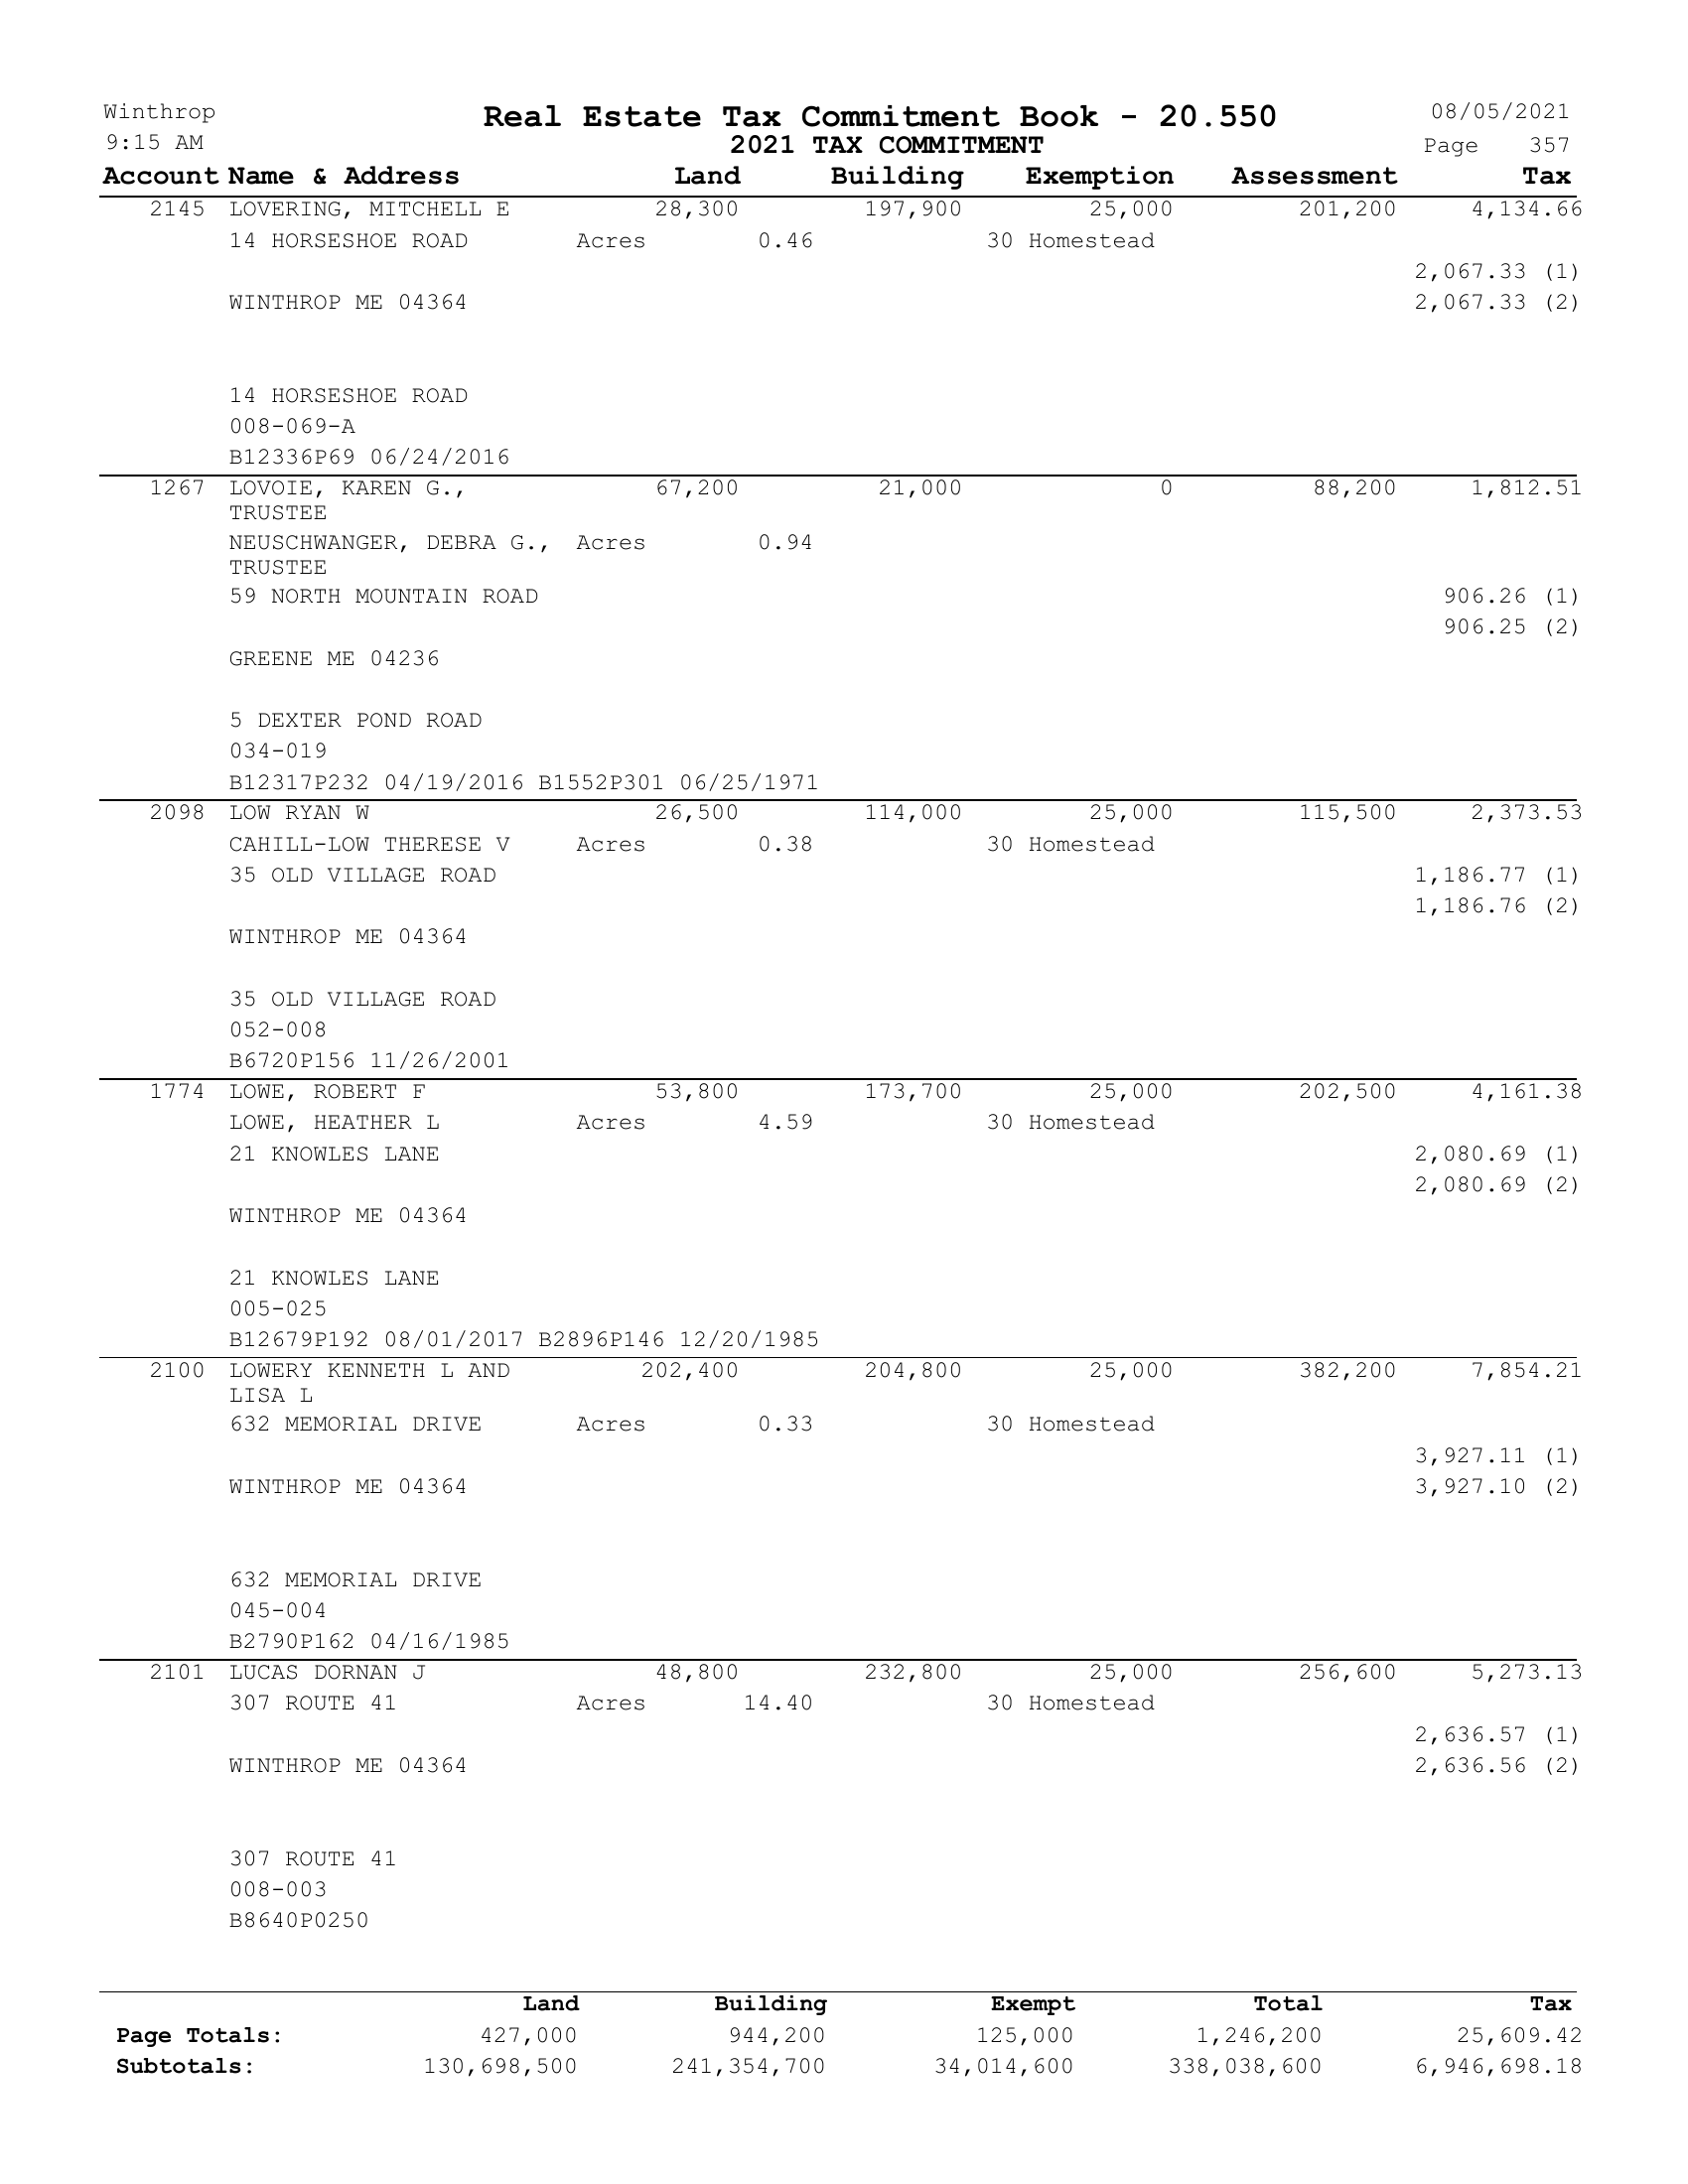 Winthrop Real Estate Tax Commitment Book - 20.550 08/05/2021
9:15 AM 2021 TAX COMMITMENT Page 357
Account Name & Address Land Building Exemption Assessment Tax
2145 LOVERING, MITCHELL E 28,300 197,900 25,000 201,200 4,134.66
14 HORSESHOE ROAD Acres 0.46 30 Homestead
2,067.33 (1)
WINTHROP ME 04364 2,067.33 (2)
14 HORSESHOE ROAD
008-069-A
B12336P69 06/24/2016
1267 LOVOIE, KAREN G., 67,200 21,000 0 88,200 1,812.51
TRUSTEE
NEUSCHWANGER, DEBRA G., Acres 0.94
TRUSTEE
59 NORTH MOUNTAIN ROAD 906.26 (1)
906.25 (2)
GREENE ME 04236
5 DEXTER POND ROAD
034-019
B12317P232 04/19/2016 B1552P301 06/25/1971
2098 LOW RYAN W 26,500 114,000 25,000 115,500 2,373.53
CAHILL-LOW THERESE V Acres 0.38 30 Homestead
35 OLD VILLAGE ROAD 1,186.77 (1)
1,186.76 (2)
WINTHROP ME 04364
35 OLD VILLAGE ROAD
052-008
B6720P156 11/26/2001
1774 LOWE, ROBERT F 53,800 173,700 25,000 202,500 4,161.38
LOWE, HEATHER L Acres 4.59 30 Homestead
21 KNOWLES LANE 2,080.69 (1)
2,080.69 (2)
WINTHROP ME 04364
21 KNOWLES LANE
005-025
B12679P192 08/01/2017 B2896P146 12/20/1985
2100 LOWERY KENNETH L AND 202,400 204,800 25,000 382,200 7,854.21
LISA L
632 MEMORIAL DRIVE Acres 0.33 30 Homestead
3,927.11 (1)
WINTHROP ME 04364 3,927.10 (2)
632 MEMORIAL DRIVE
045-004
B2790P162 04/16/1985
2101 LUCAS DORNAN J 48,800 232,800 25,000 256,600 5,273.13
307 ROUTE 41 Acres 14.40 30 Homestead
2,636.57 (1)
WINTHROP ME 04364 2,636.56 (2)
307 ROUTE 41
008-003
B8640P0250
Land Building Exempt Total Tax
Page Totals: 427,000 944,200 125,000 1,246,200 25,609.42
Subtotals: 130,698,500 241,354,700 34,014,600 338,038,600 6,946,698.18